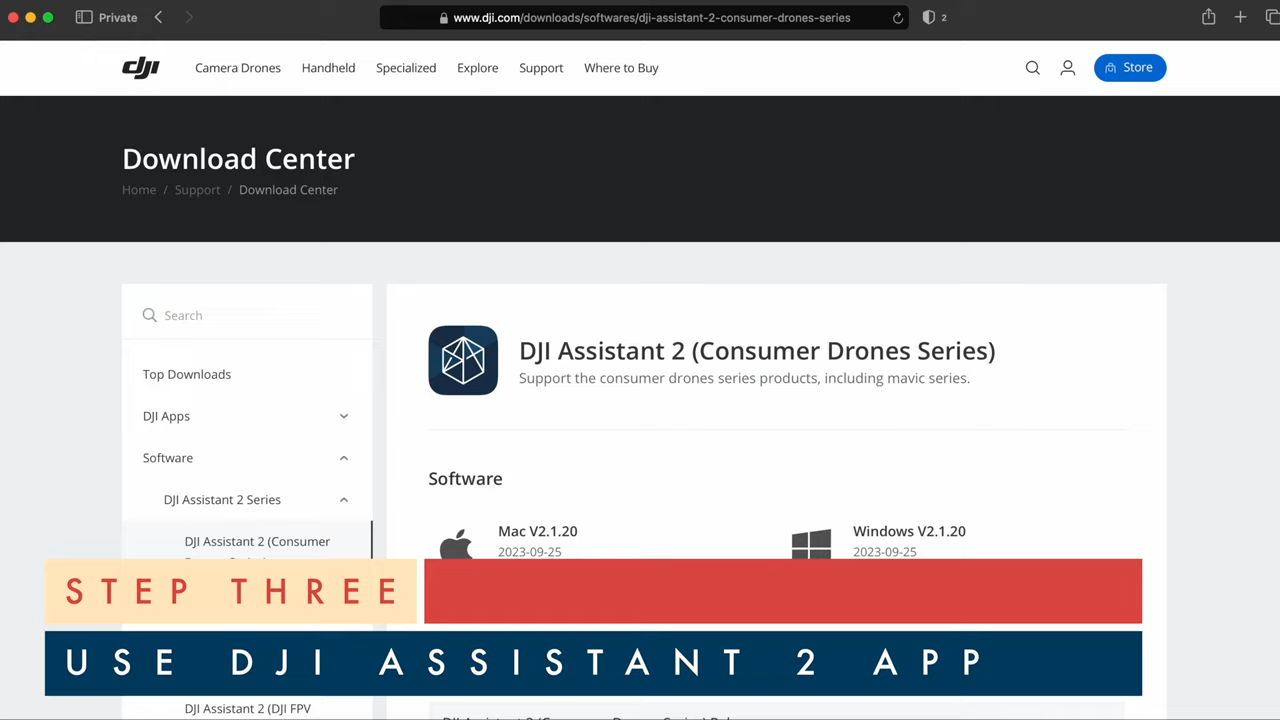 Private
www.dji.com/downloads/softwares/dji-assistant-2-consumer-drones-series
2
dji
Camera Drones
Handheld
Specialized
Explore
Support
Where to Buy
Store
Download Center
Home / Support / Download Center
Search
Top Downloads
DJI Apps
Software
DJI Assistant 2 Series
DJI Assistant 2 (Consumer
DJI Assistant 2 (Consumer Drones Series)
Support the consumer drones series products, including mavic series.
Software
Mac V2.1.20
2023-09-25
Windows V2.1.20
2023-09-25
STEP THREE
USE DJI ASSISTANT 2 APP
DJI Assistant 2 (DJI FPV